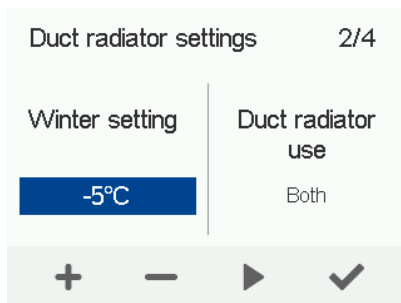 Duct radiator settings 2/4
Winter setting
-5°C
Duct radiator
use
Both